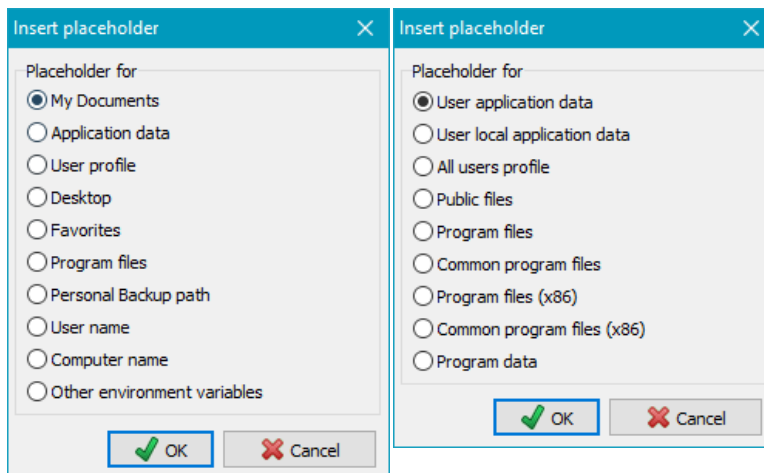 Insert placeholder
Placeholder for
My Documents
Application data
User profile
Desktop
Favorites
Program files
Personal Backup path
User name
Computer name
Other environment variables
OK
Cancel
Insert placeholder
Placeholder for
User application data
User local application data
All users profile
Public files
Program files
Common program files
Program files (x86)
Common program files (x86)
Program data
OK
Cancel